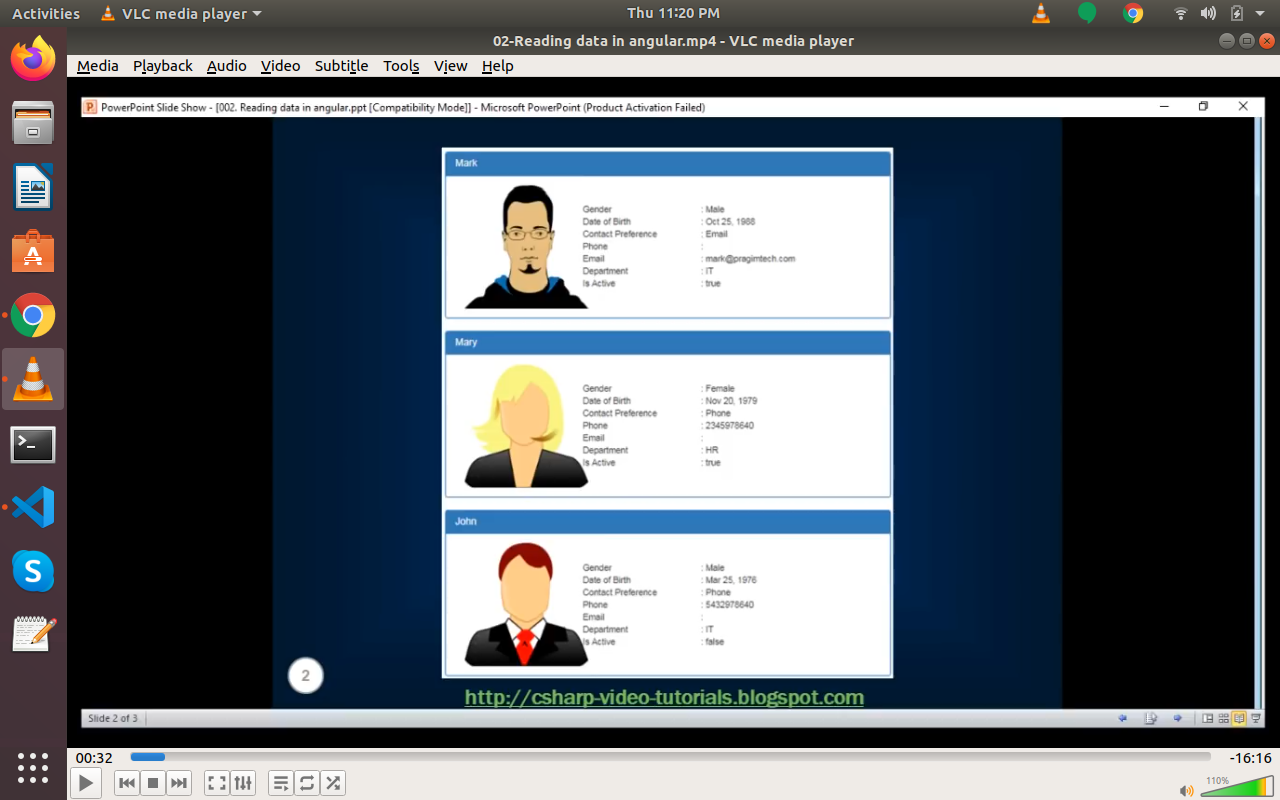 Activities VLC media player Thu 11:20 PM
02-Reading data in angular.mp4 - VLC media player
Media Playback Audio Video Subtitle Tools View Help
PowerPoint Slide Show - [002. Reading data in angular.ppt [Compatibility Mode]] - Microsoft PowerPoint (Product Activation Failed)
Mark
Gender : Male
Date of Birth : Oct 25, 1988
Contact Preference : Email
Phone :
Email : mark@pragimtech.com
Department : IT
Is Active : true
Mary
Gender : Female
Date of Birth : Nov 20, 1979
Contact Preference : Phone
Phone : 2345978640
Email :
Department : HR
Is Active : true
John
Gender : Male
Date of Birth : Mar 25, 1976
Contact Preference : Phone
Phone : 5432978640
Email :
Department : IT
Is Active : false
2
http://csharp-video-tutorials.blogspot.com
Slide 2 of 3
00:32 -16:16
110%